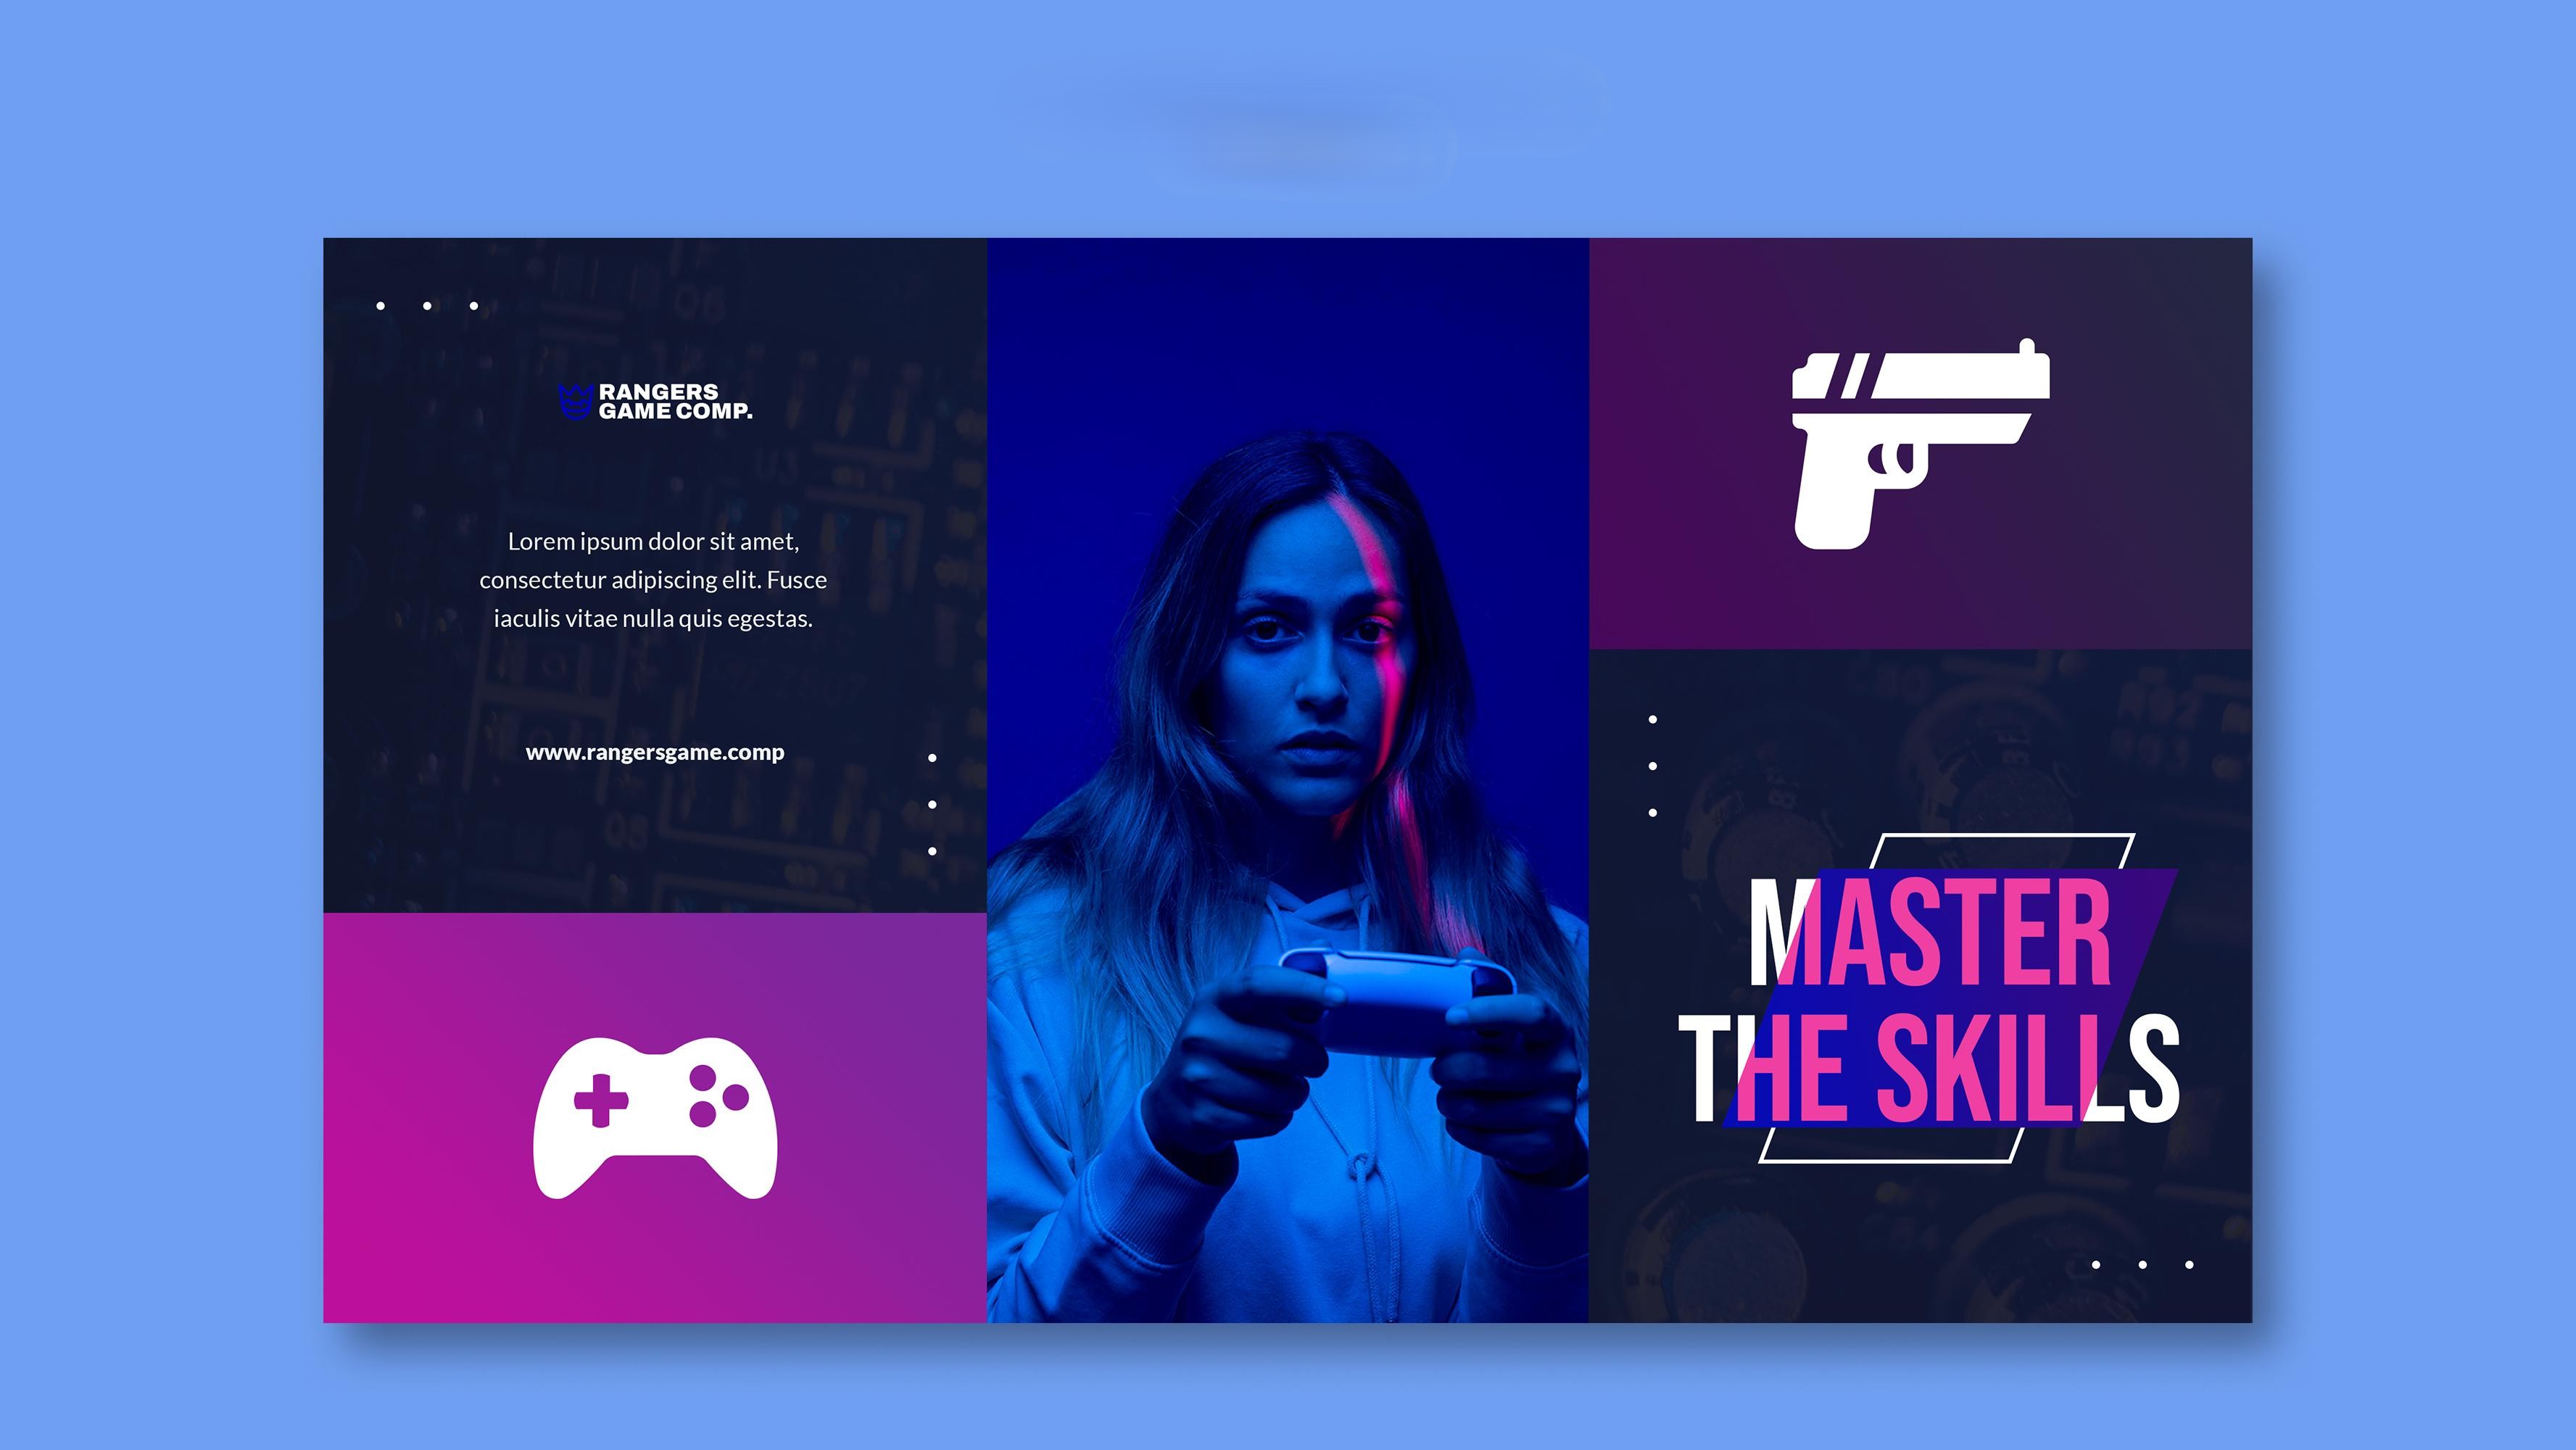 RANGERS
GAME COMP.
Lorem ipsum dolor sit amet,
consectetur adipiscing elit. Fusce
iaculis vitae nulla quis egestas.
www.rangersgame.comp
MASTER
THE SKILLS